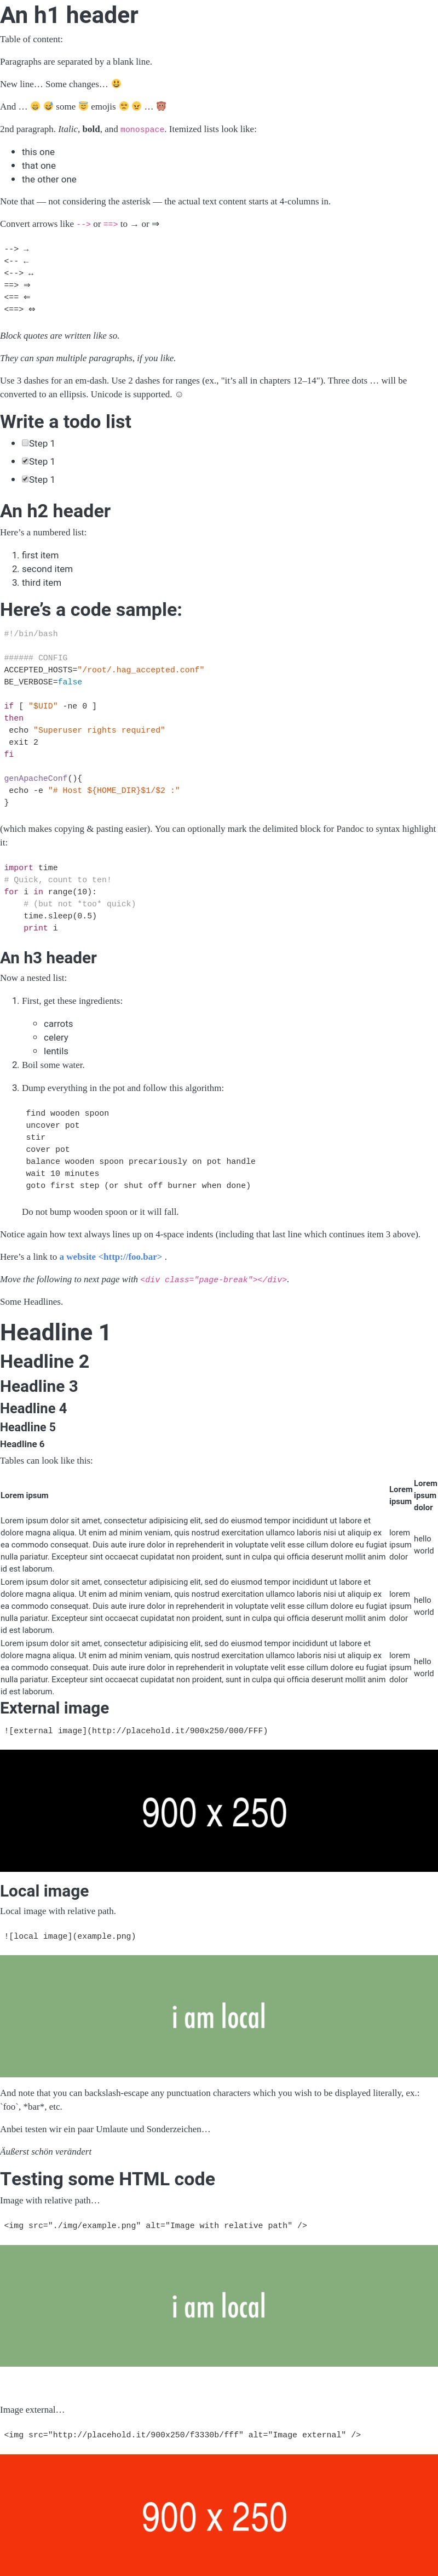 An h1 header
Table of content:
Paragraphs are separated by a blank line.
New line… Some changes… 😃
And … 😄 😅 some 😇 emojis 😙 😠 … 👹
2nd paragraph. Italic, bold, and monospace. Itemized lists look like:
• this one
• that one
• the other one
Note that — not considering the asterisk — the actual text content starts at 4-columns in.
Convert arrows like --> or ==> to → or ⇒
--> →
<-- ←
<--> ↔
==> ⇒
<== ⇐
<==> ⇔
Block quotes are written like so.
They can span multiple paragraphs, if you like.
Use 3 dashes for an em-dash. Use 2 dashes for ranges (ex., "it’s all in chapters 12–14"). Three dots … will be
converted to an ellipsis. Unicode is supported. ☺
Write a todo list
• ☐Step 1
• ☑Step 1
• ☑Step 1
An h2 header
Here’s a numbered list:
1. first item
2. second item
3. third item
Here’s a code sample:
#!/bin/bash
###### CONFIG
ACCEPTED_HOSTS="/root/.hag_accepted.conf"
BE_VERBOSE=false
if [ "$UID" -ne 0 ]
then
echo "Superuser rights required"
exit 2
fi
genApacheConf(){
echo -e "# Host ${HOME_DIR}$1/$2 :"
}
(which makes copying & pasting easier). You can optionally mark the delimited block for Pandoc to syntax highlight
it:
import time
# Quick, count to ten!
for i in range(10):
# (but not *too* quick)
time.sleep(0.5)
print i
An h3 header
Now a nested list:
1. First, get these ingredients:
◦ carrots
◦ celery
◦ lentils
2. Boil some water.
3. Dump everything in the pot and follow this algorithm:
find wooden spoon
uncover pot
stir
cover pot
balance wooden spoon precariously on pot handle
wait 10 minutes
goto first step (or shut off burner when done)
Do not bump wooden spoon or it will fall.
Notice again how text always lines up on 4-space indents (including that last line which continues item 3 above).
Here’s a link to a website <http://foo.bar> .
Move the following to next page with <div class="page-break"></div>.
Some Headlines.
Headline 1
Headline 2
Headline 3
Headline 4
Headline 5
Headline 6
Tables can look like this:
Lorem ipsum
Lorem
ipsum
Lorem
ipsum
dolor
Lorem ipsum dolor sit amet, consectetur adipisicing elit, sed do eiusmod tempor incididunt ut labore et
dolore magna aliqua. Ut enim ad minim veniam, quis nostrud exercitation ullamco laboris nisi ut aliquip ex
ea commodo consequat. Duis aute irure dolor in reprehenderit in voluptate velit esse cillum dolore eu fugiat
nulla pariatur. Excepteur sint occaecat cupidatat non proident, sunt in culpa qui officia deserunt mollit anim
id est laborum.
lorem
ipsum
dolor
hello
world
Lorem ipsum dolor sit amet, consectetur adipisicing elit, sed do eiusmod tempor incididunt ut labore et
dolore magna aliqua. Ut enim ad minim veniam, quis nostrud exercitation ullamco laboris nisi ut aliquip ex
ea commodo consequat. Duis aute irure dolor in reprehenderit in voluptate velit esse cillum dolore eu fugiat
nulla pariatur. Excepteur sint occaecat cupidatat non proident, sunt in culpa qui officia deserunt mollit anim
id est laborum.
lorem
ipsum
dolor
hello
world
Lorem ipsum dolor sit amet, consectetur adipisicing elit, sed do eiusmod tempor incididunt ut labore et
dolore magna aliqua. Ut enim ad minim veniam, quis nostrud exercitation ullamco laboris nisi ut aliquip ex
ea commodo consequat. Duis aute irure dolor in reprehenderit in voluptate velit esse cillum dolore eu fugiat
nulla pariatur. Excepteur sint occaecat cupidatat non proident, sunt in culpa qui officia deserunt mollit anim
id est laborum.
lorem
ipsum
dolor
hello
world
External image
![external image](http://placehold.it/900x250/000/FFF)
900 x 250
Local image
Local image with relative path.
![local image](example.png)
i am local
And note that you can backslash-escape any punctuation characters which you wish to be displayed literally, ex.:
`foo`, *bar*, etc.
Anbei testen wir ein paar Umlaute und Sonderzeichen…
Äußerst schön verändert
Testing some HTML code
Image with relative path…
<img src="./img/example.png" alt="Image with relative path" />
i am local
Image external…
<img src="http://placehold.it/900x250/f3330b/fff" alt="Image external" />
900 x 250